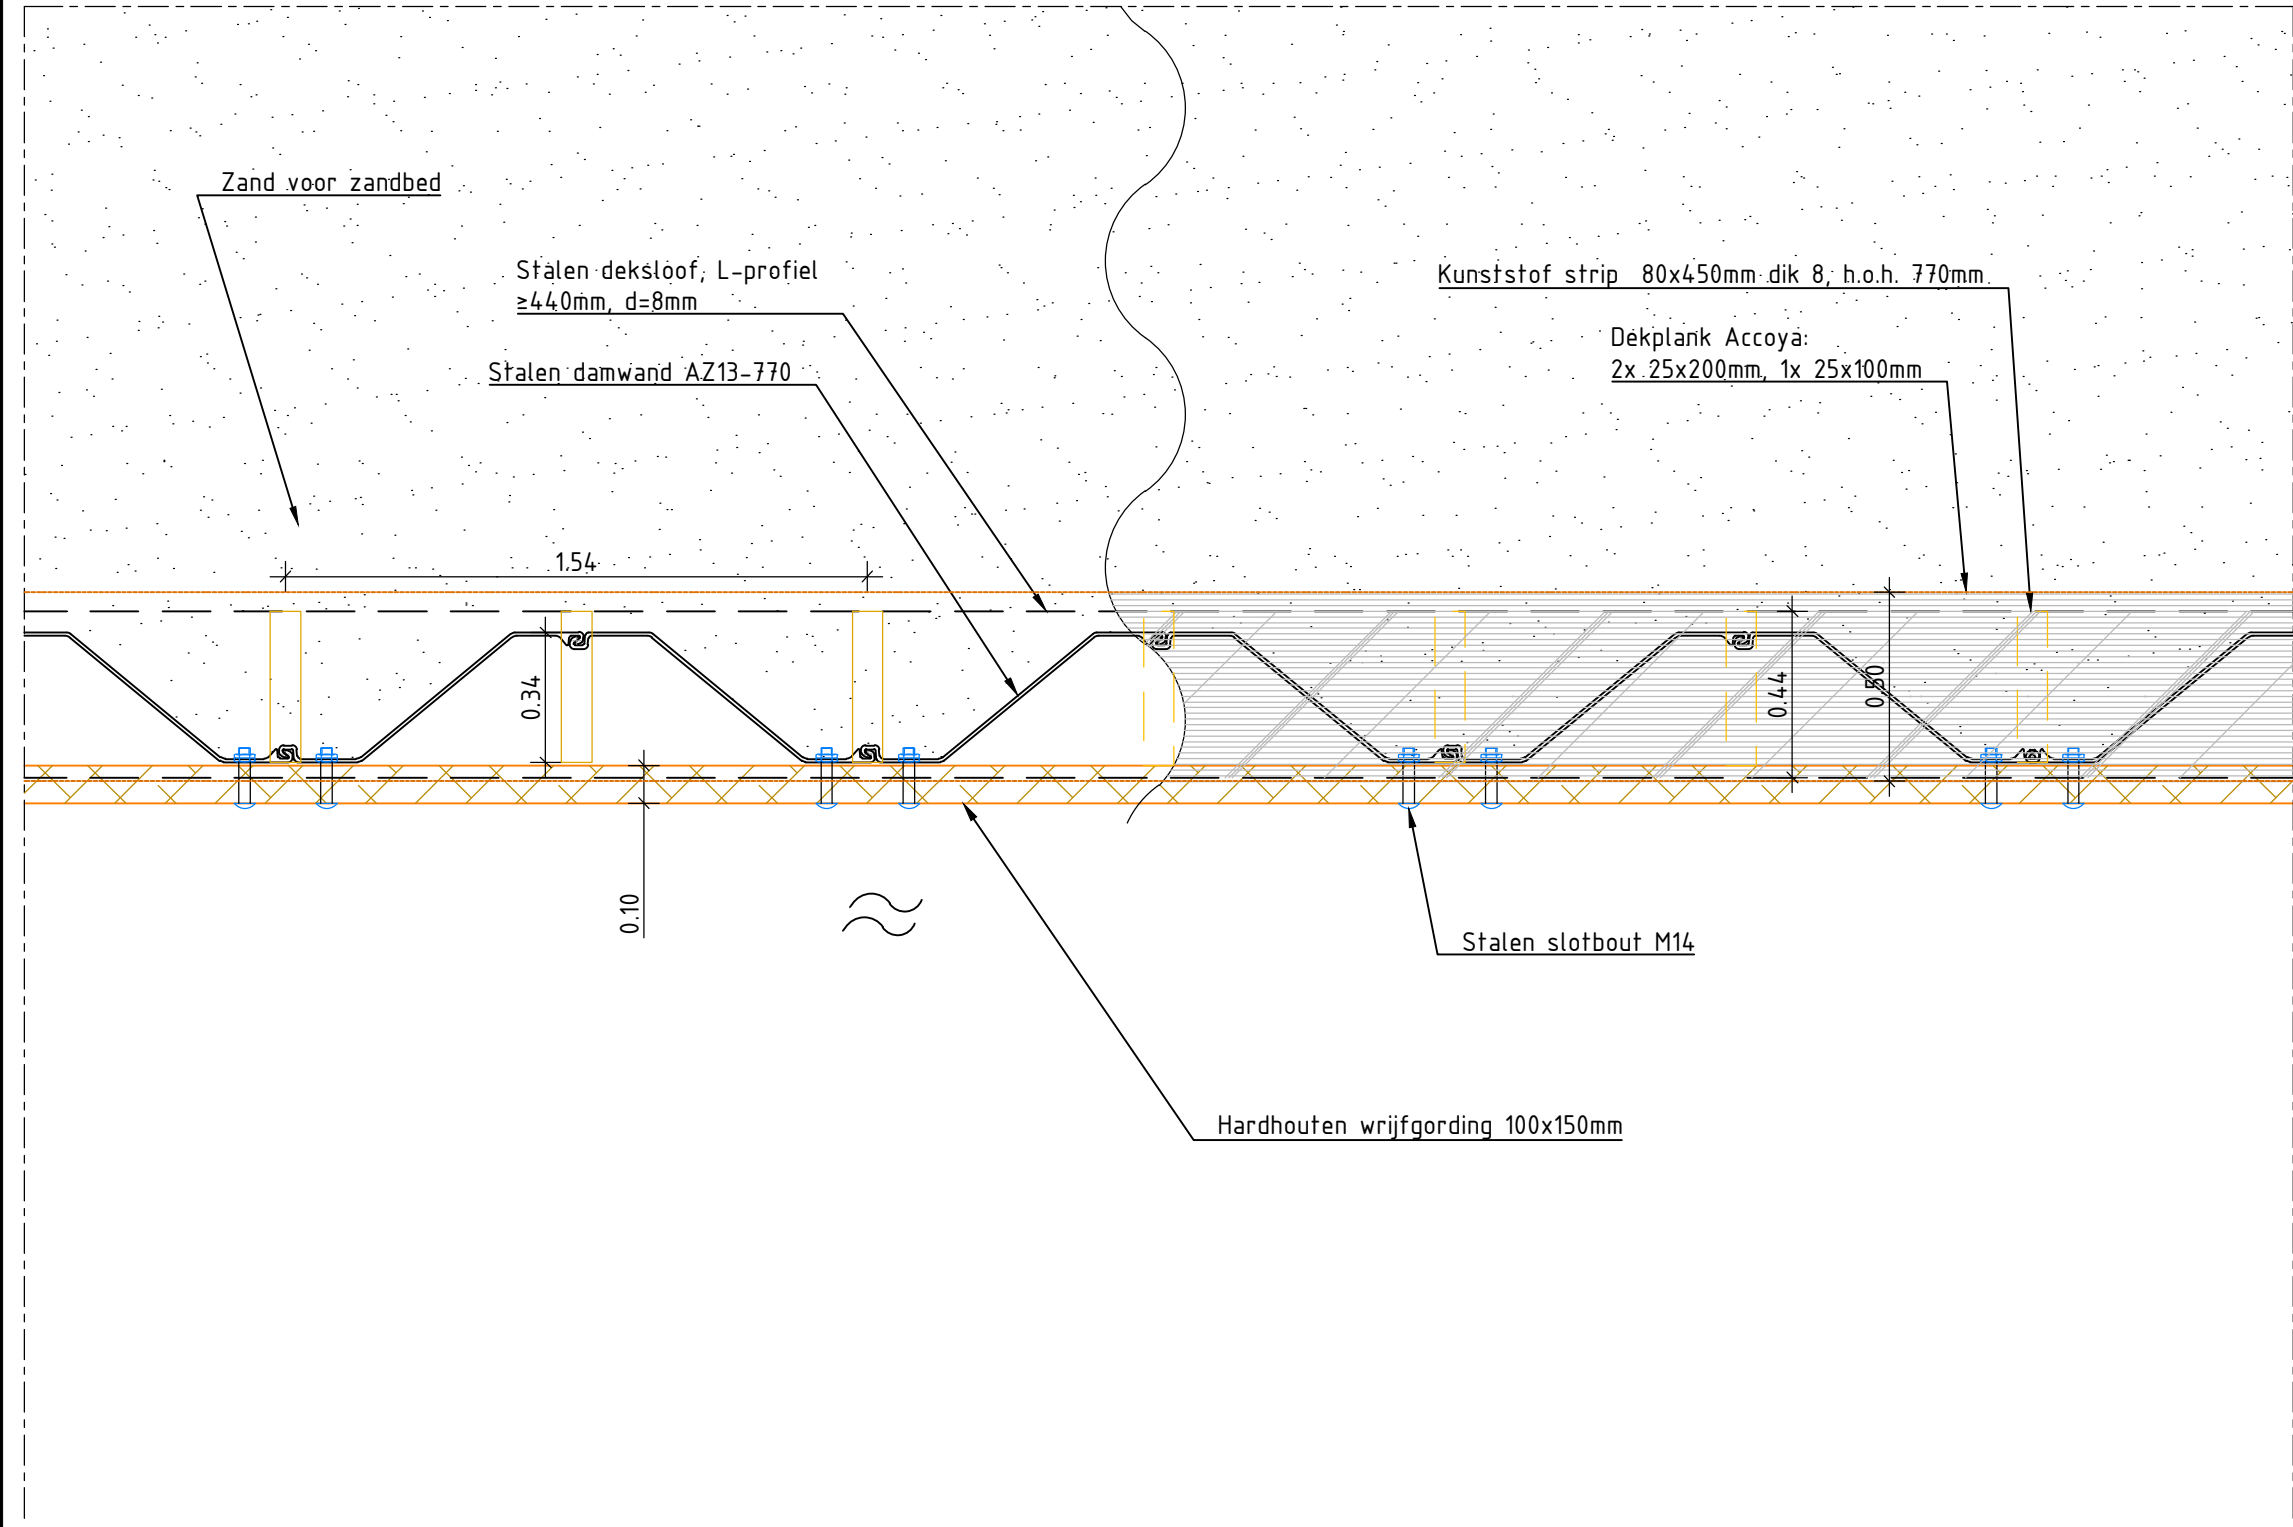 Zand voor zandbed
Stalen deksloof, L-profiel
≥440mm, d=8mm
Stalen damwand AZ13-770
Kunststof strip 80x450mm dik 8, h.o.h. 770mm
Dekplank Accoya:
2x 25x200mm, 1x 25x100mm
1.54
0.34
0.44
0.50
0.10
Stalen slotbout M14
Hardhouten wrijfgording 100x150mm